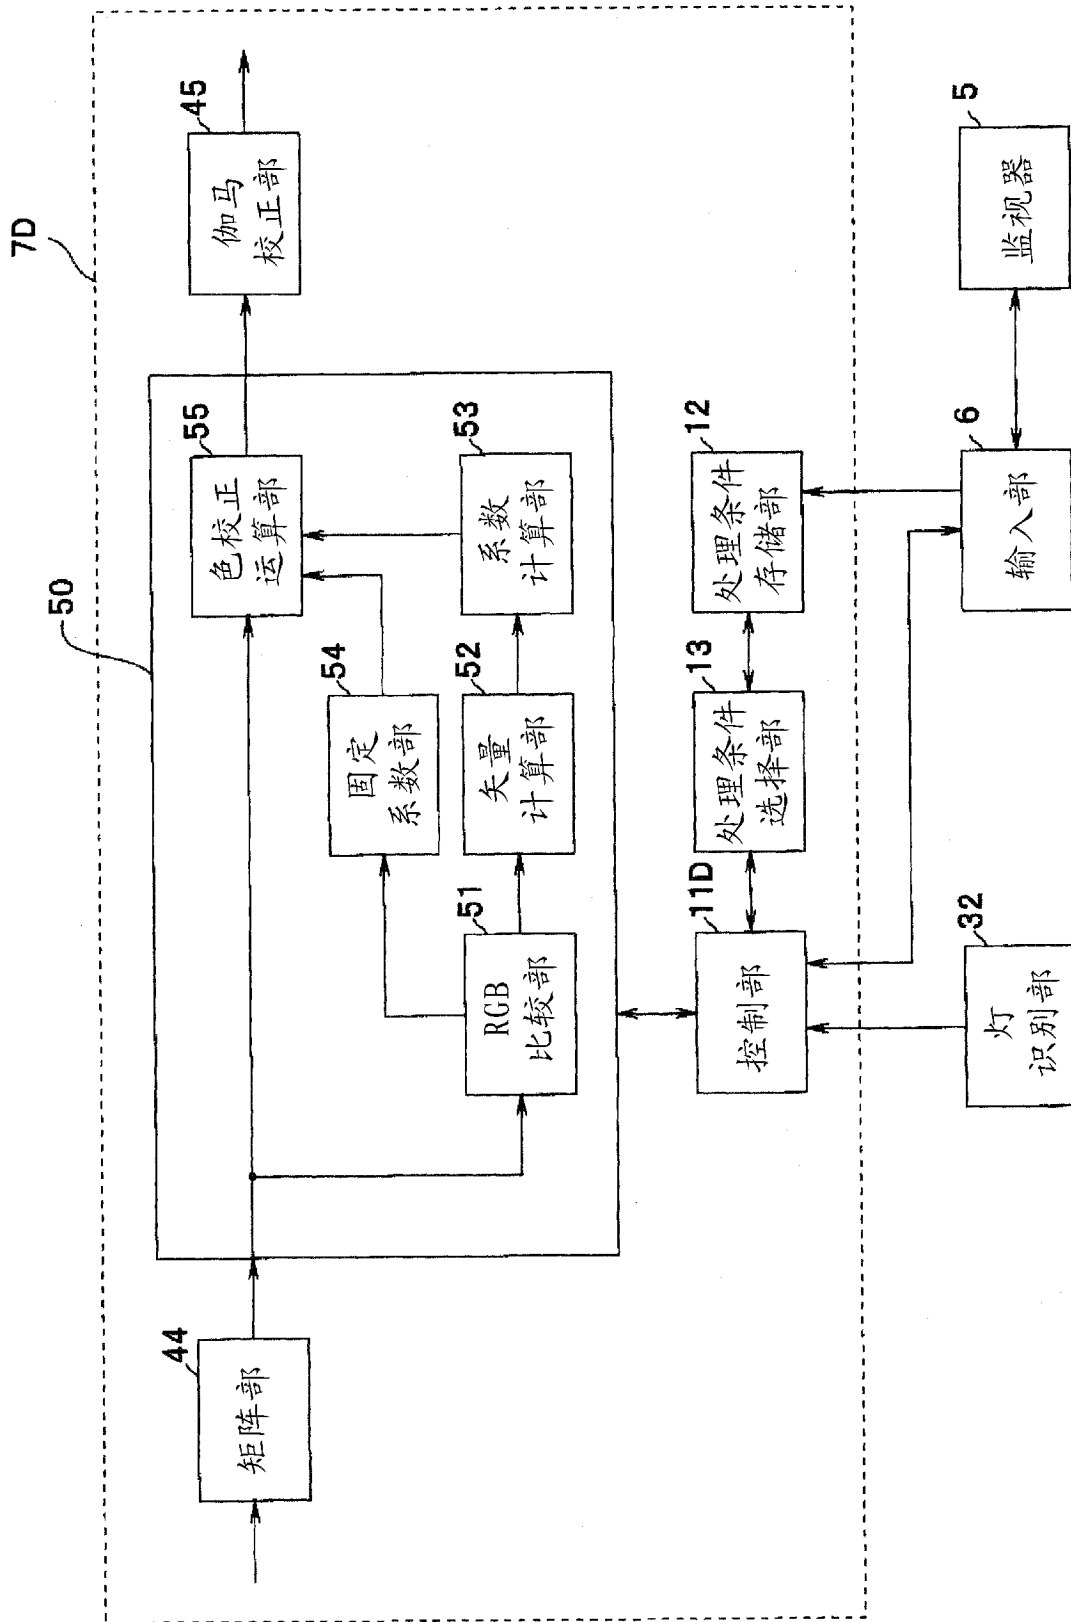 7D
50
44
矩阵部
55
色校正
运算部
45
伽马
校正部
54
固定
系数部
51
RGB
比较部
52
矢量
计算部
53
系数
计算部
11D
控制部
13
处理条件
选择部
12
处理条件
存储部
32
灯
识别部
6
输入部
5
监视器